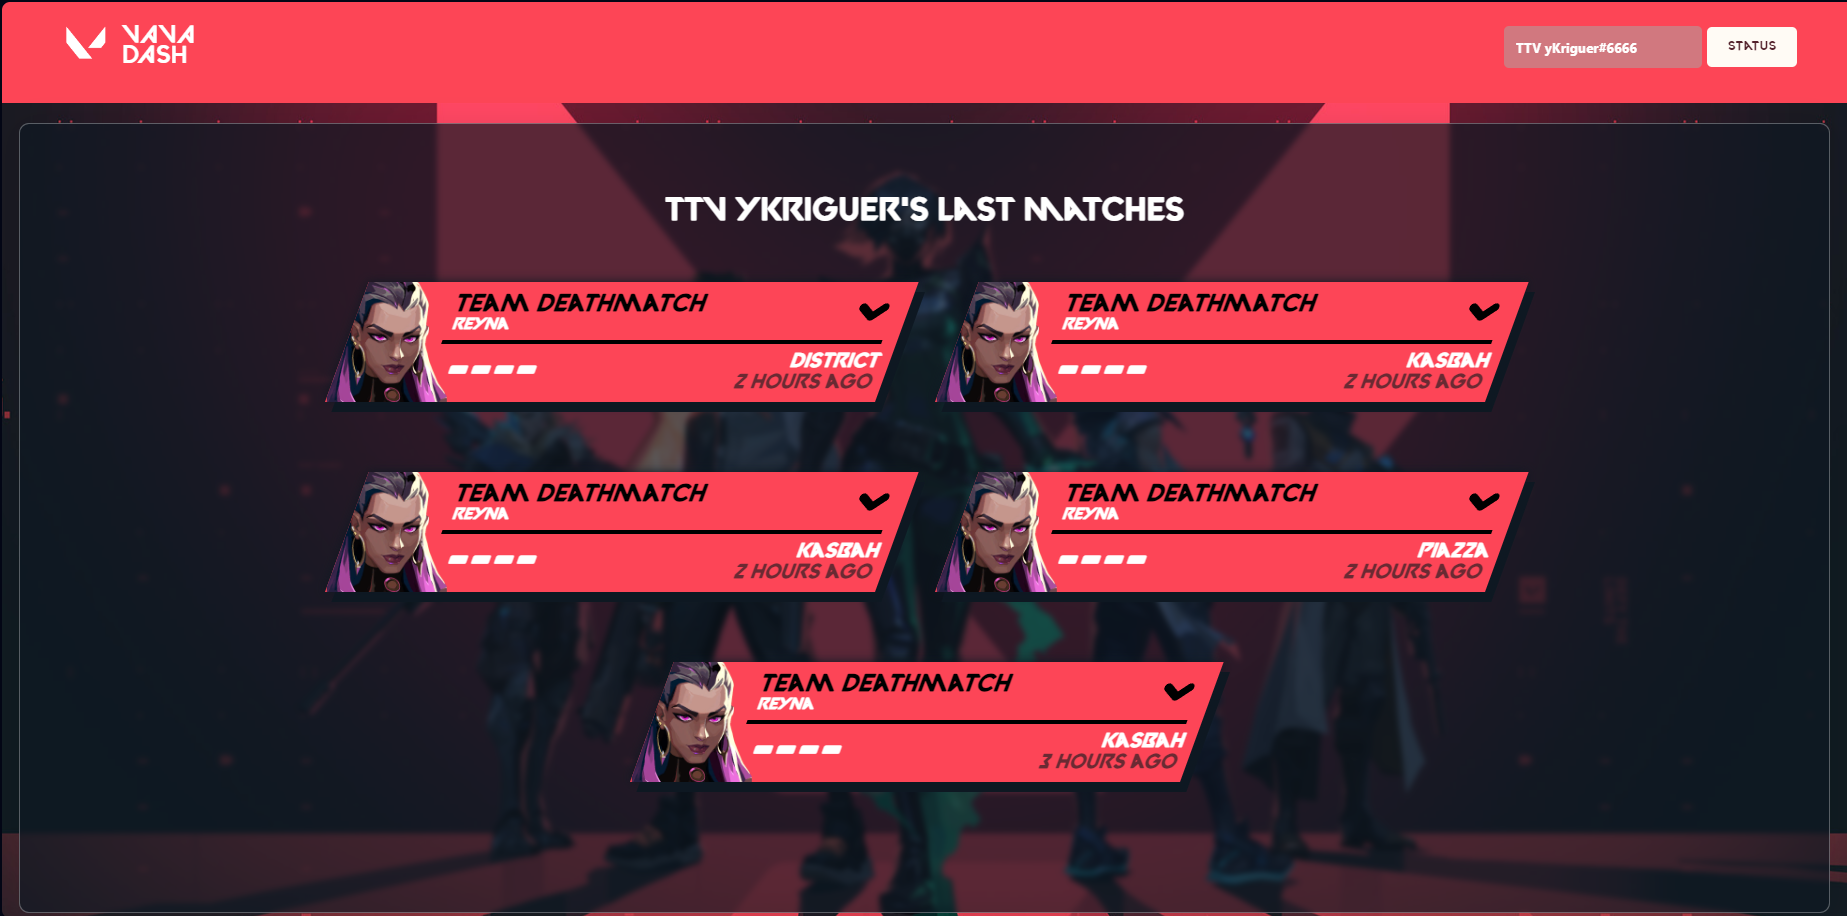 VAVA
DASH
TTV yKriguer#6666
STATUS
TTV YKRIGUER'S LAST MATCHES
TEAM DEATHMATCH
REYNA
DISTRICT
2 HOURS AGO
TEAM DEATHMATCH
REYNA
KASBAH
2 HOURS AGO
TEAM DEATHMATCH
REYNA
KASBAH
2 HOURS AGO
TEAM DEATHMATCH
REYNA
PIAZZA
2 HOURS AGO
TEAM DEATHMATCH
REYNA
KASBAH
3 HOURS AGO